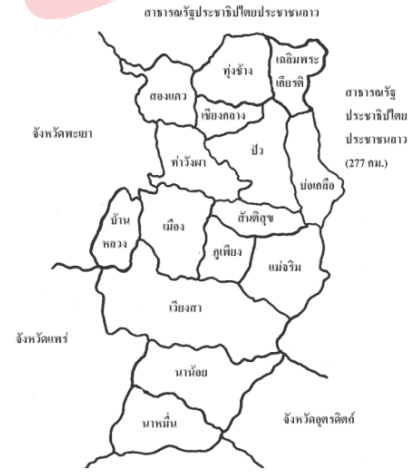 สาธารณรัฐประชาธิปไตยประชาชนลาว
เฉลิมพระ
เกียรติ
ทุ่งช้าง
สองแคว
เชียงกลาง
สาธารณรัฐ
ประชาธิปไตย
ประชาชนลาว
(277 กม.)
จังหวัดพะเยา
ปัว
ท่าวังผา
บ่อเกลือ
บ้าน
หลวง
เมือง
สันติสุข
ภูเพียง
แม่จริม
เวียงสา
จังหวัดแพร่
นาน้อย
นาหมื่น
จังหวัดอุตรดิตถ์